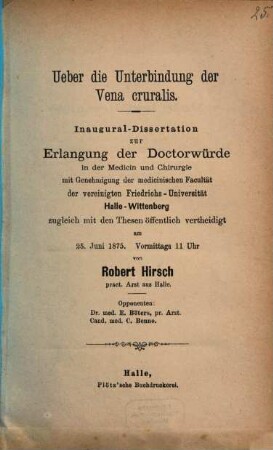 25.
Ueber die Unterbindung der
Vena cruralis.
Inaugural-Dissertation
zur
Erlangung der Doctorwürde
in der Medicin und Chirurgie
mit Genehmigung der medicinischen Facultät
der vereinigten Friedrichs-Universität
Halle-Wittenberg
zugleich mit den Thesen öffentlich vertheidigt
am
25. Juni 1875. Vormittags 11 Uhr
von
Robert Hirsch
pract. Arzt aus Halle.
Opponenten:
Dr. med. E. Böters, pr. Arzt.
Cand. med. C. Benno.
Halle,
Plötz'sche Buchdruckerei.